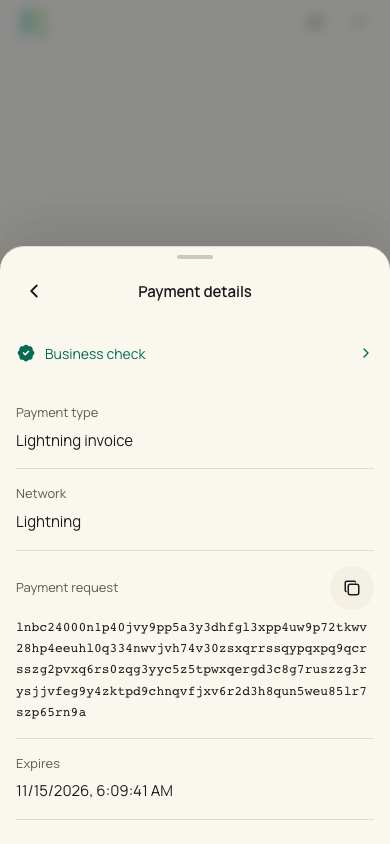 Payment details
Business check
Payment type
Lightning invoice
Network
Lightning
Payment request
lnbc24000n1p40jvy9pp5a3y3dhfgl3xpp4uw9p72tkwv
28hp4eeuhl0q334nwvjvh74v30zsxqrrssqypqxpq9qcr
sszg2pvxq6rs0zqg3yyc5z5tpwxqergd3c8g7ruszzg3r
ysjjvfeg9y4zktpd9chnqvfjxv6r2d3h8qun5weu85lr7
szp65rn9a
Expires
11/15/2026, 6:09:41 AM